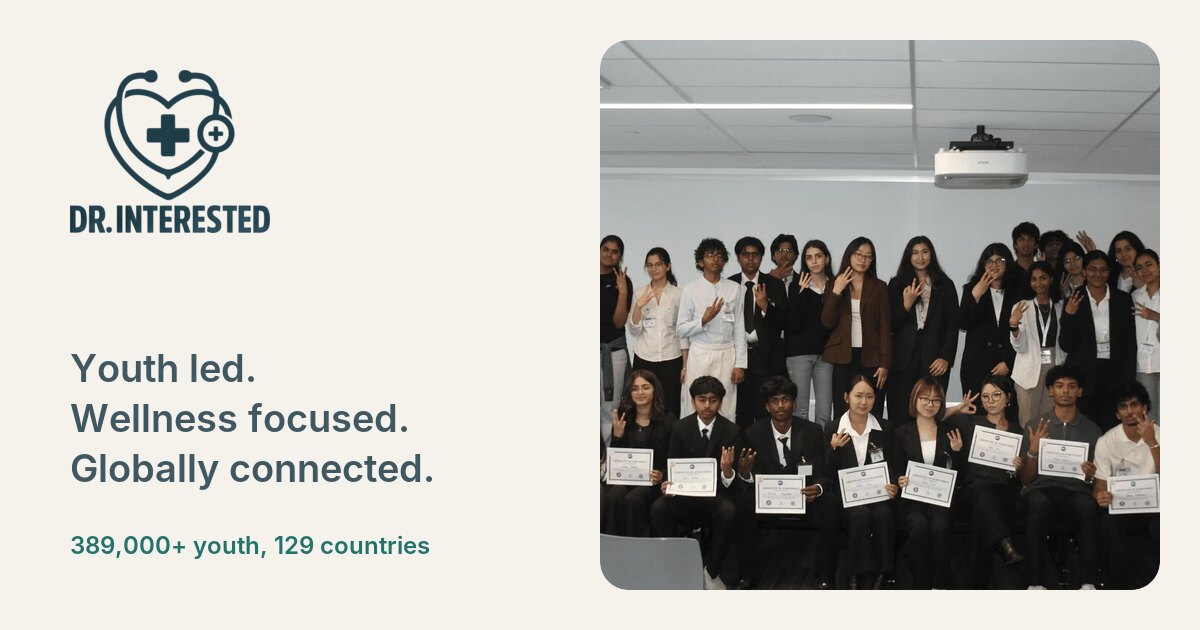 DR. INTERESTED
Youth led.
Wellness focused.
Globally connected.
389,000+ youth, 129 countries